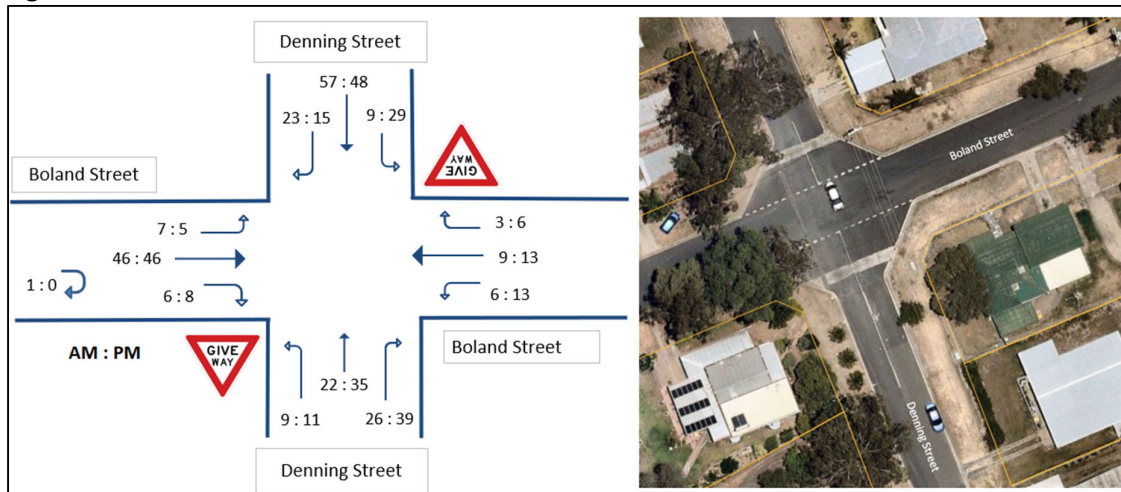 Denning Street
57 : 48
23 : 15
9 : 29
GIVE
WAY
Boland Street
7 : 5
3 : 6
46 : 46
9 : 13
1 : 0
6 : 8
6 : 13
AM : PM
GIVE
WAY
22 : 35
Boland Street
9 : 11
26 : 39
Denning Street
Boland Street
Denning Street